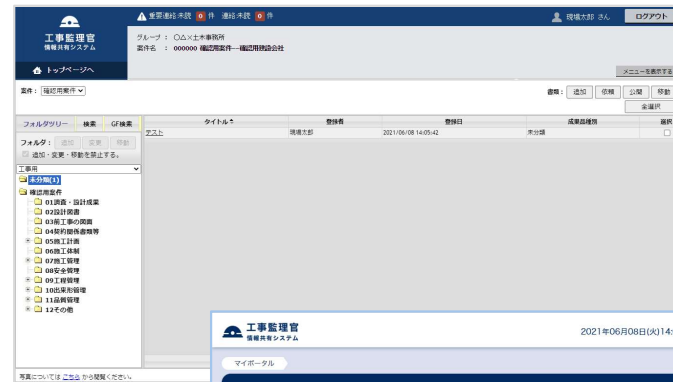 工事監理官
情報共有システム
重要連絡:未読 0 件 連絡:未読 0 件
現場太郎 さん
ログアウト
グループ : 〇△×土木事務所
案件名 : 000000 確認用案件―確認用建設会社
トップページへ
メニューを表示する
案件: 確認用案件
書類: 追加 依頼 公開 移動
全選択
フォルダツリー 検索 GF検索
タイトル 登録者 登録日 成果品種別 選択
テスト 現場太郎 2021/06/08 14:05:42 未分類
フォルダ: 追加 変更 移動
追加・変更・移動を禁止する。
工事用
未分類(1)
確認用案件
01調査・設計成果
02設計図書
03前工事の図面
04契約関係書類等
05施工計画
06施工体制
07施工管理
08安全管理
09工程管理
10出来形管理
11品質管理
12その他
工事監理官
情報共有システム
2021年06月08日(火)14:
マイポータル
写真については こちら から閲覧ください。